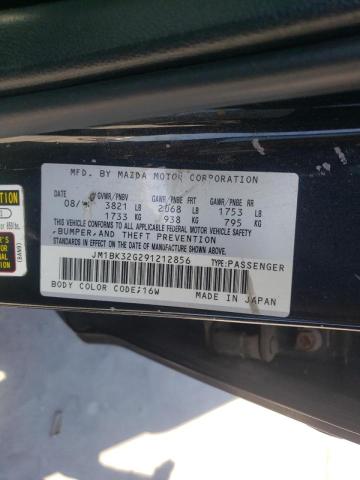 MFD. BY MAZDA MOTOR CORPORATION
DATE GVWR/PNBV GAWR/PNBE FRT GAWR/PNBE RR
08/ 3821 LB 2068 LB 1753 LB
1733 KG 938 KG 795 KG
THIS VEHICLE CONFORMS TO ALL APPLICABLE FEDERAL MOTOR VEHICLE SAFETY
,BUMPER,AND THEFT PREVENTION
STANDARDS IN EFFECT ON THE DATE OF MANUFACTURE SHOWN ABOVE.
JM1BK32G291212856 TYPE:PASSENGER
BODY COLOR CODE:16W MADE IN JAPAN